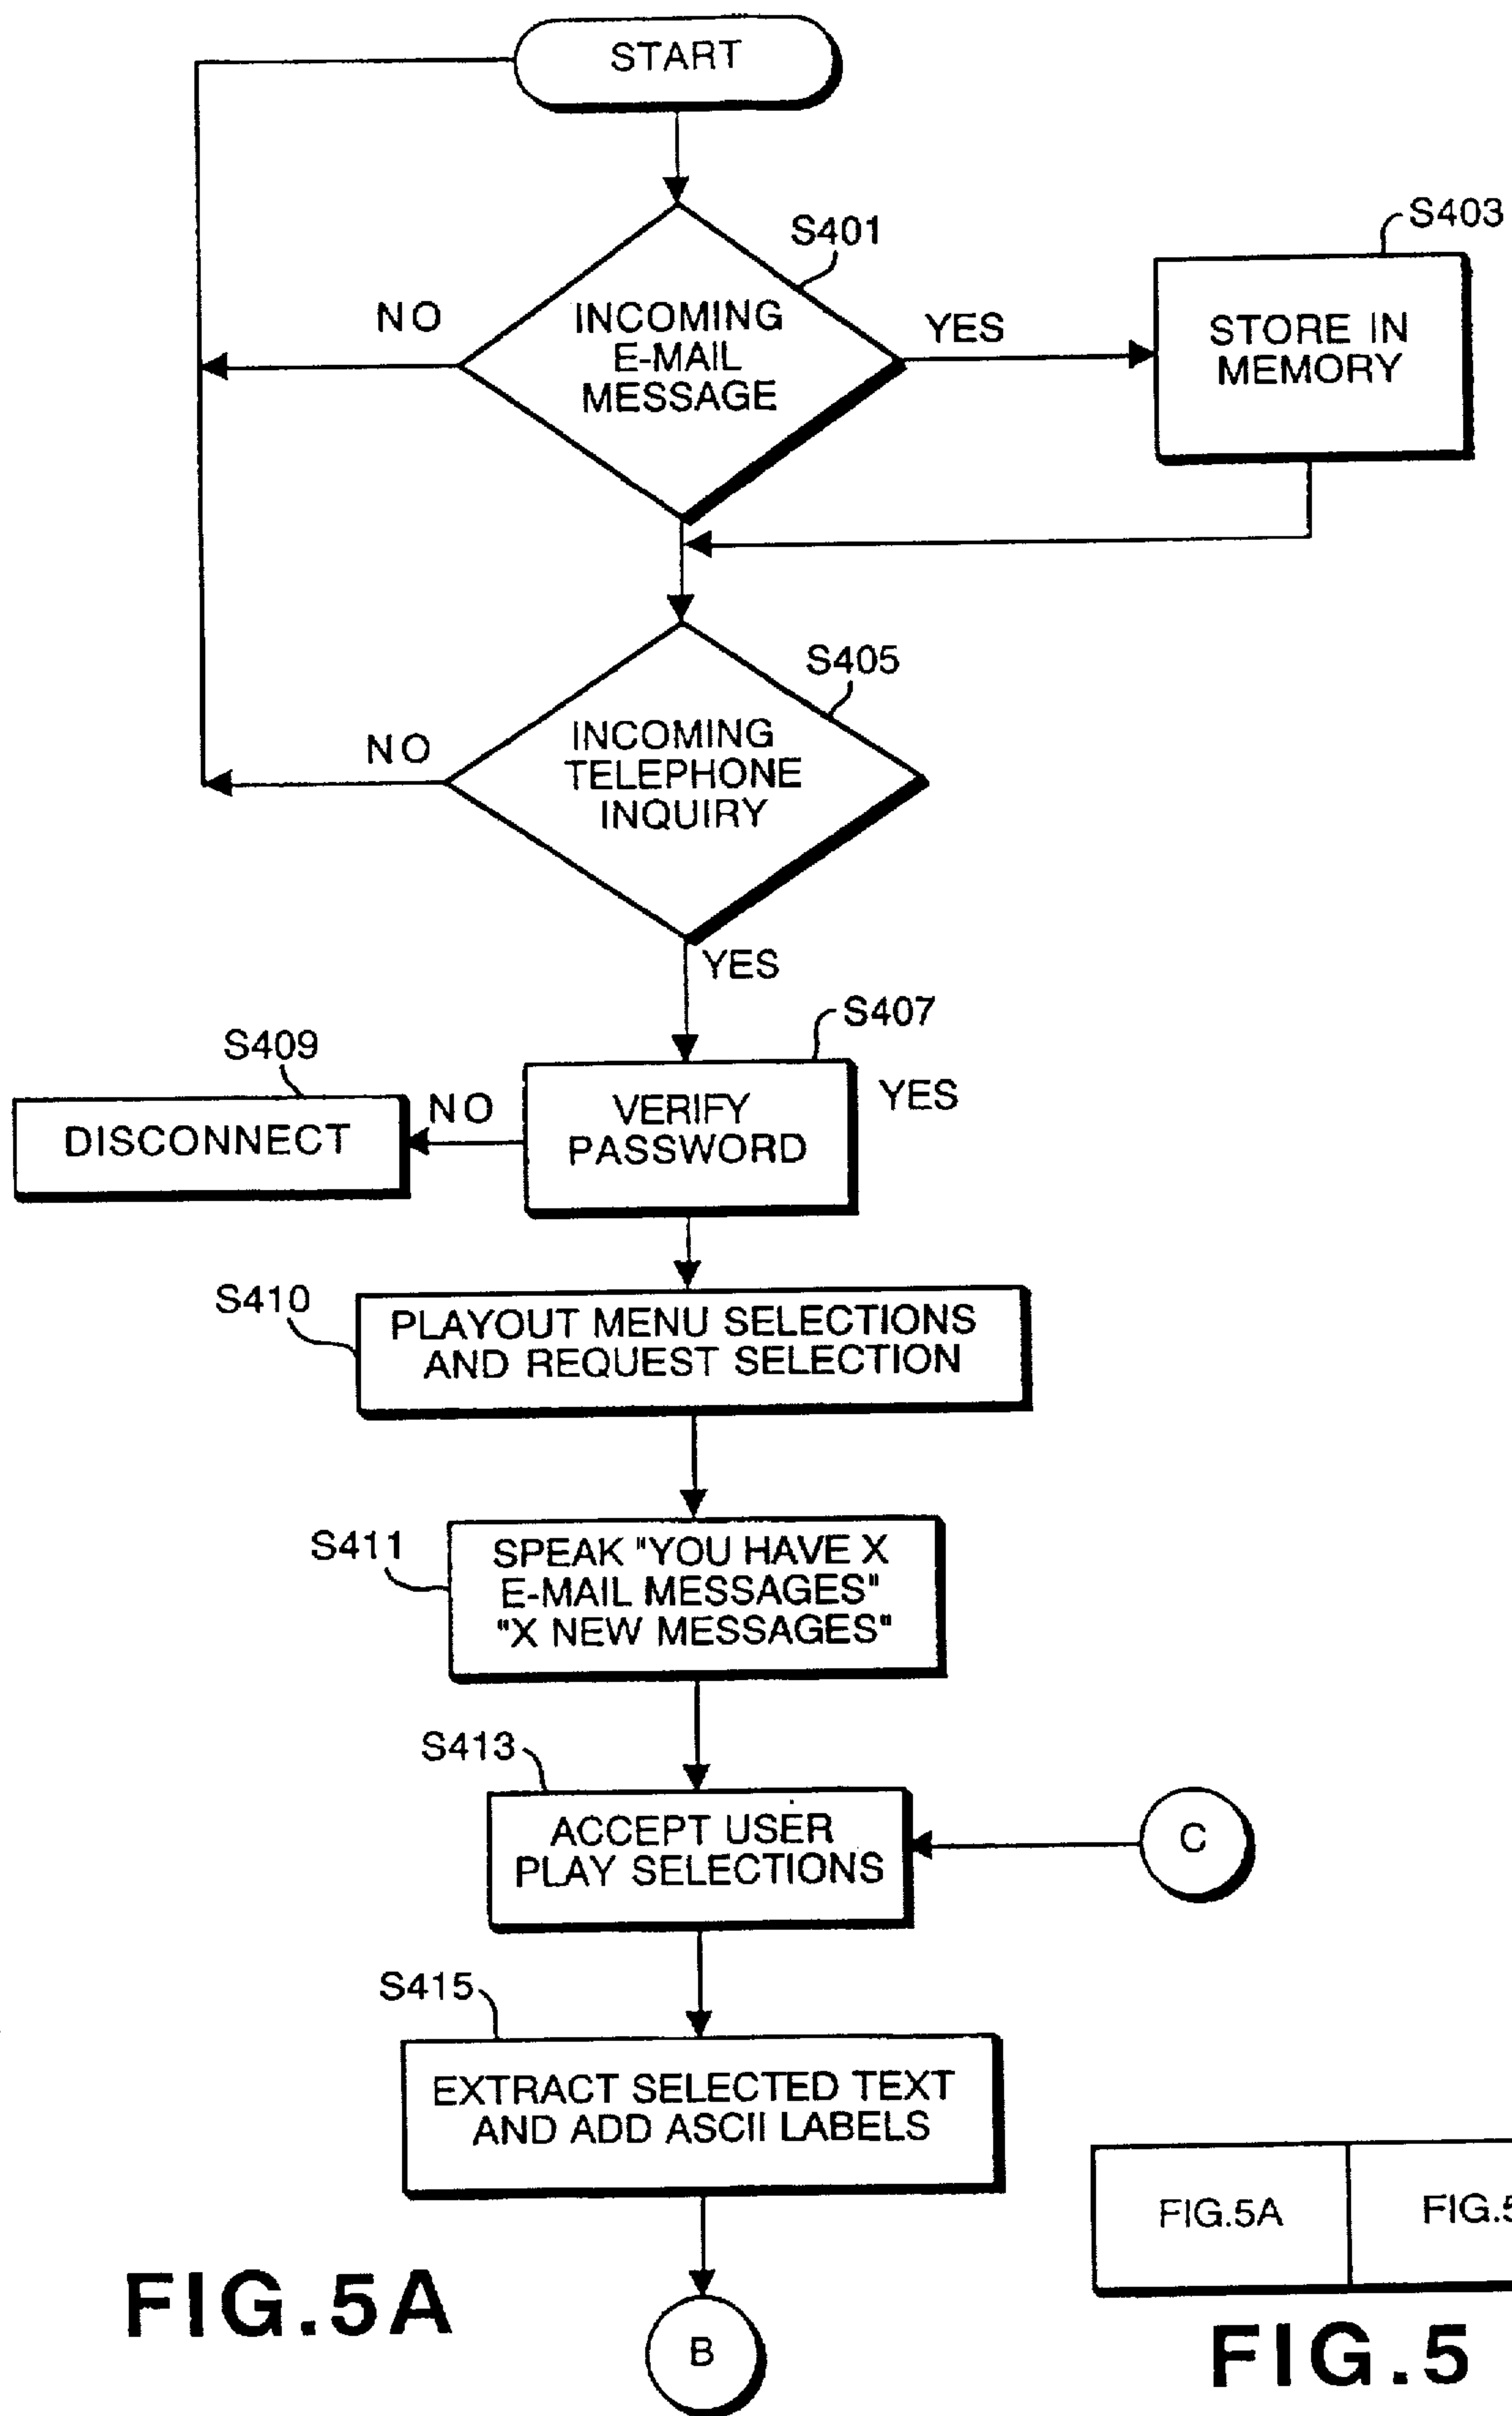 START
S401
S403
NO
INCOMING
E-MAIL
MESSAGE
YES
STORE IN
MEMORY
S405
NO
INCOMING
TELEPHONE
INQUIRY
YES
S407
S409
DISCONNECT
NO
VERIFY
PASSWORD
YES
S410
PLAYOUT MENU SELECTIONS
AND REQUEST SELECTION
S411
SPEAK "YOU HAVE X
E-MAIL MESSAGES"
"X NEW MESSAGES"
S413
ACCEPT USER
PLAY SELECTIONS
C
S415
EXTRACT SELECTED TEXT
AND ADD ASCII LABELS
B
FIG.5A
FIG.5A
FIG.5
FIG.5